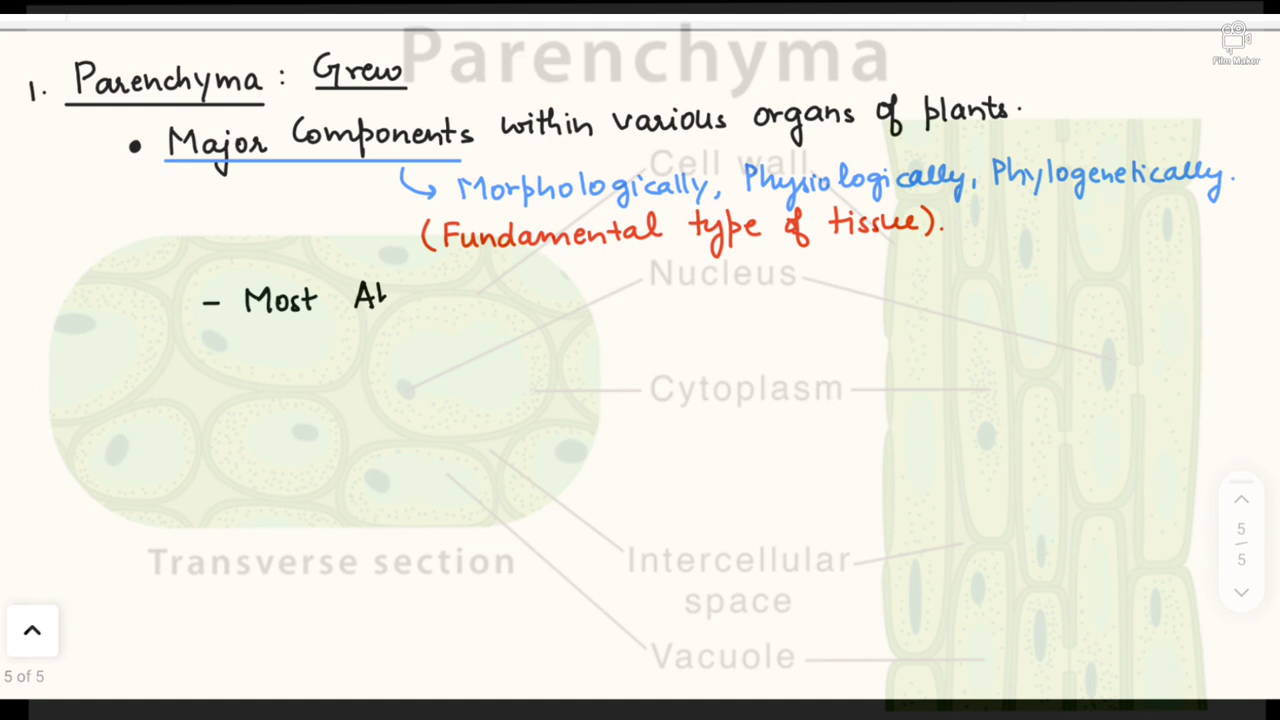 Parenchyma
Film Maker
1. Parenchyma : Grew
• Major Components within various organs of plants.
Cell wall
↳ Morphologically, Physiologically, Phylogenetically.
(Fundamental type of tissue).
Nucleus
- Most Ab
Cytoplasm
5
5
Transverse section
Intercellular
space
Vacuole
5 of 5